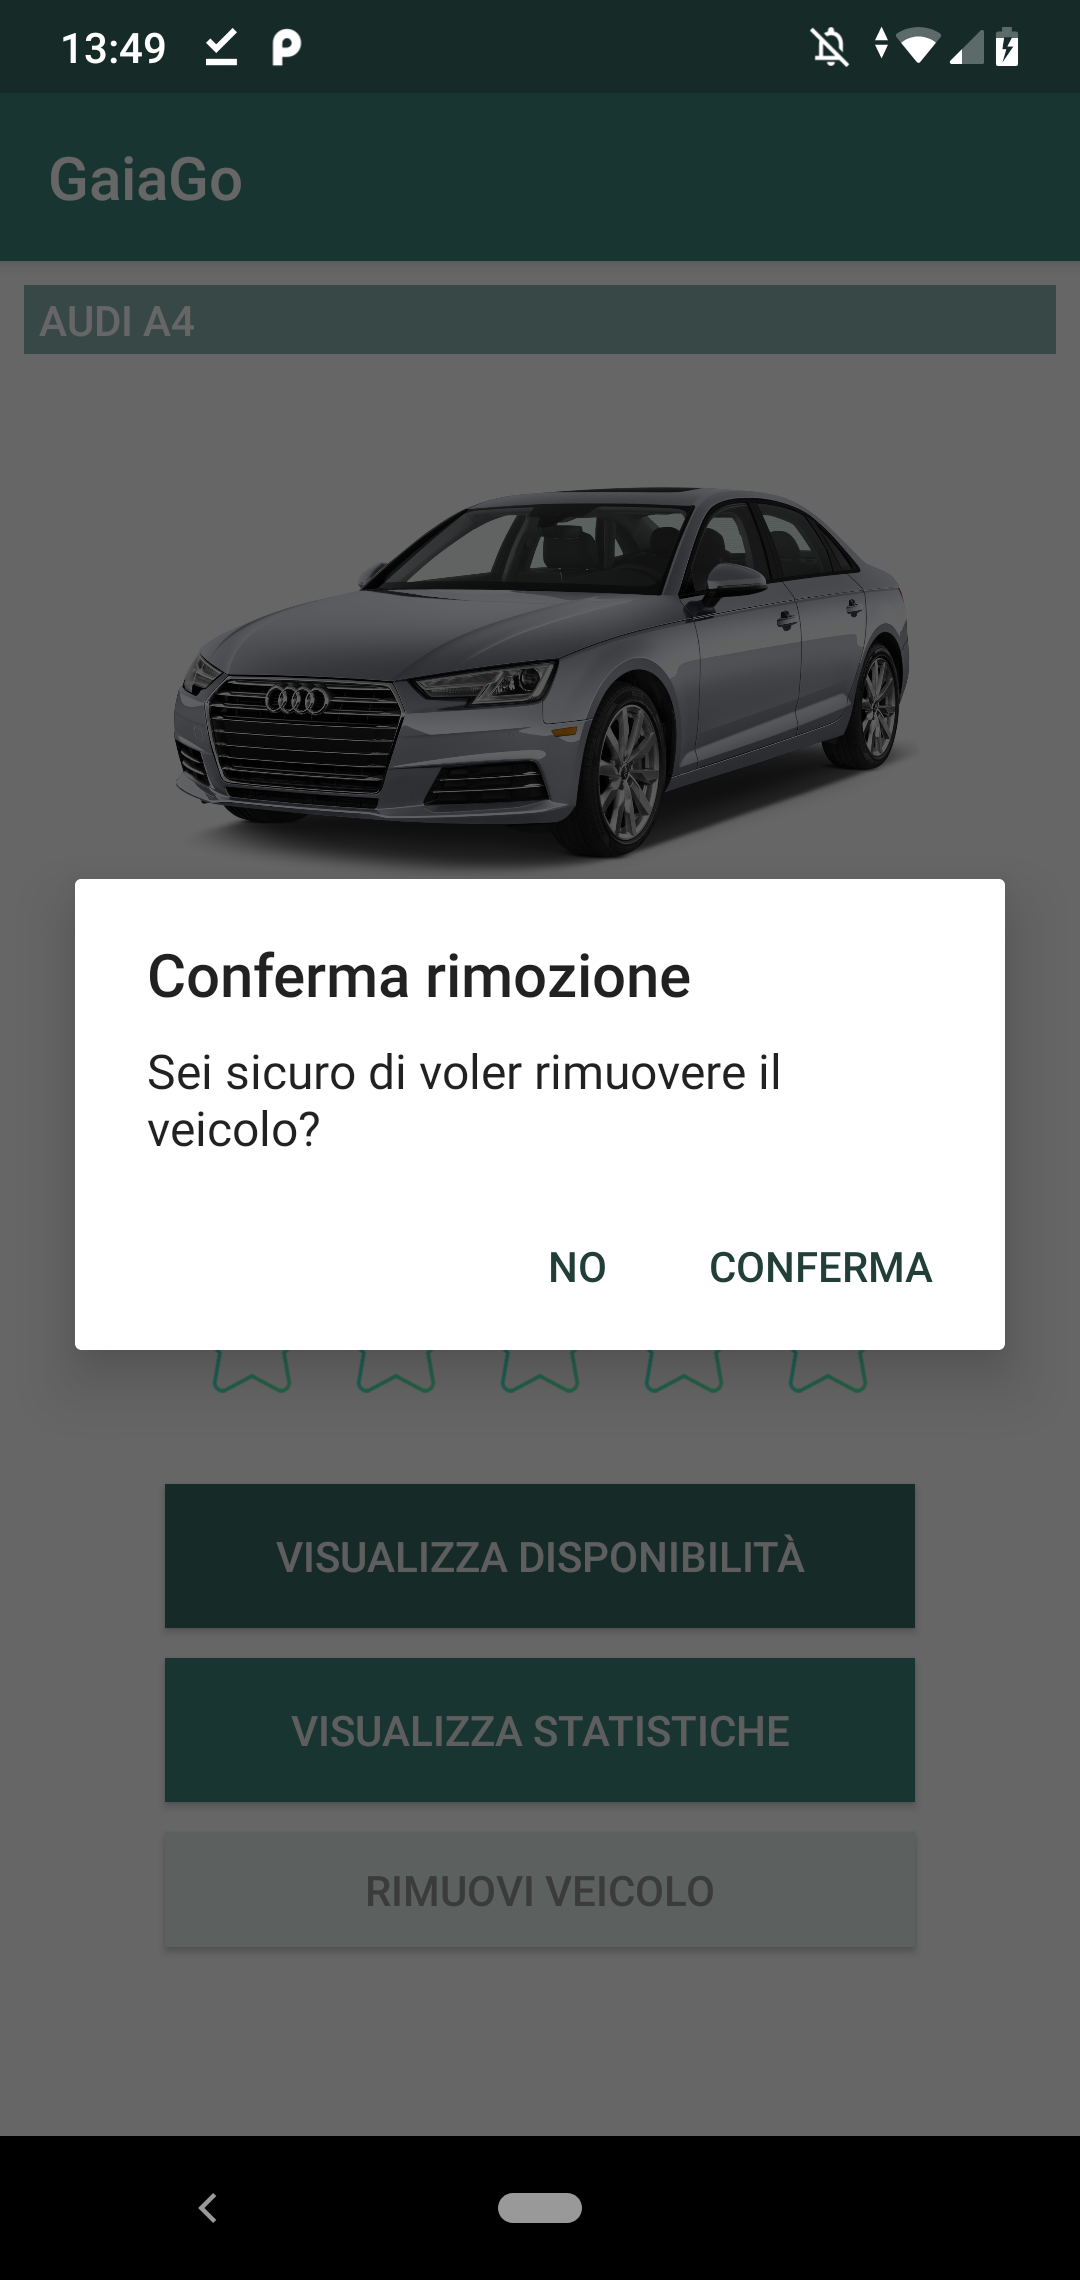 13:49
GaiaGo
AUDI A4
Conferma rimozione
Sei sicuro di voler rimuovere il
veicolo?
NO
CONFERMA
VISUALIZZA DISPONIBILITÀ
VISUALIZZA STATISTICHE
RIMUOVI VEICOLO